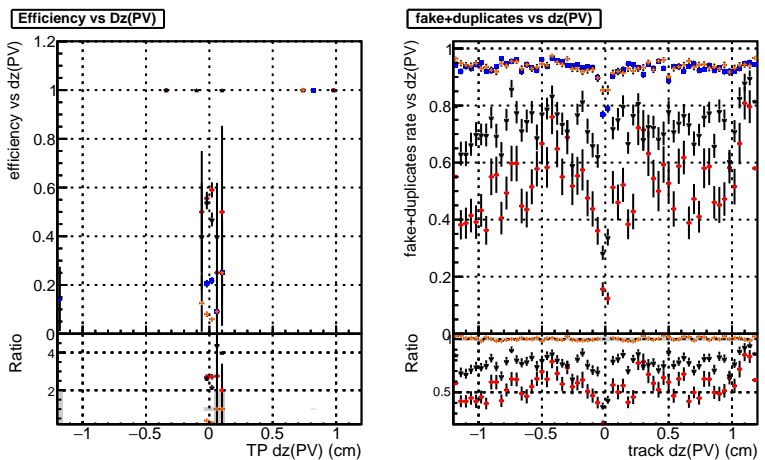 Efficiency vs Dz(PV)
efficiency vs dz(PV)
1.2
1
0.8
0.6
0.4
0.2
0
Ratio
4
2
−1 −0.5 0 0.5 1
TP dz(PV) (cm)
fake+duplicates vs dz(PV)
fake+duplicates rate vs dz(PV)
1
0.8
0.6
0.4
0.2
0
Ratio
0.5
−1 −0.5 0 0.5 1
track dz(PV) (cm)